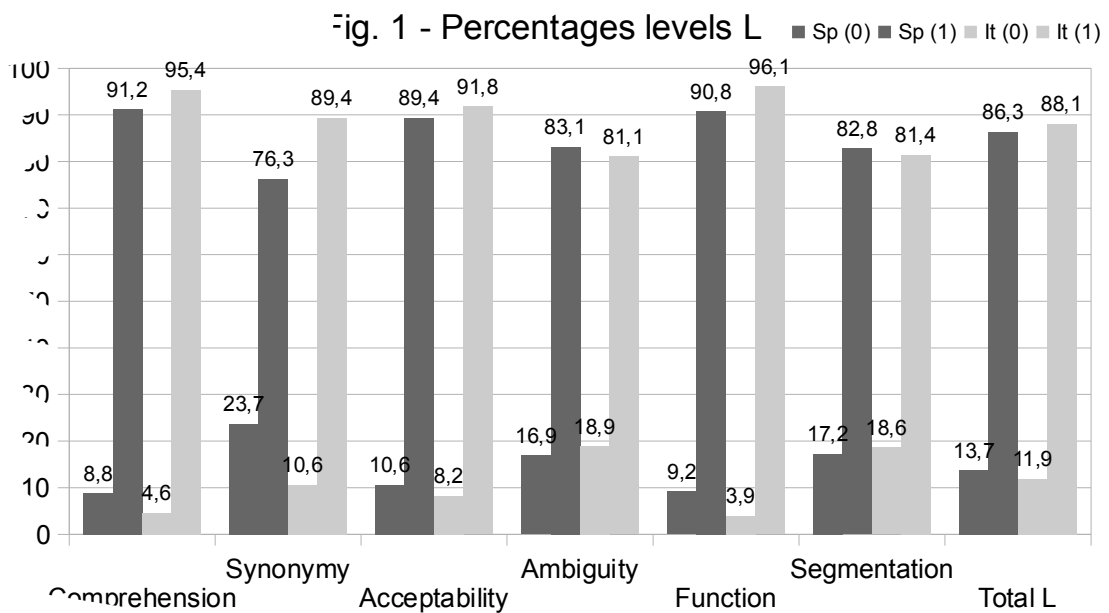 Fig. 1 - Percentages levels L
Sp (0) Sp (1) It (0) It (1)
100
90
80
20
10
0
8,8 91,2 4,6 95,4
23,7 76,3 10,6 89,4
10,6 89,4 8,2 91,8
16,9 83,1 18,9 81,1
9,2 90,8 3,9 96,1
17,2 82,8 18,6 81,4
13,7 86,3 11,9 88,1
Synonymy Ambiguity Segmentation
Comprehension Acceptability Function Total L